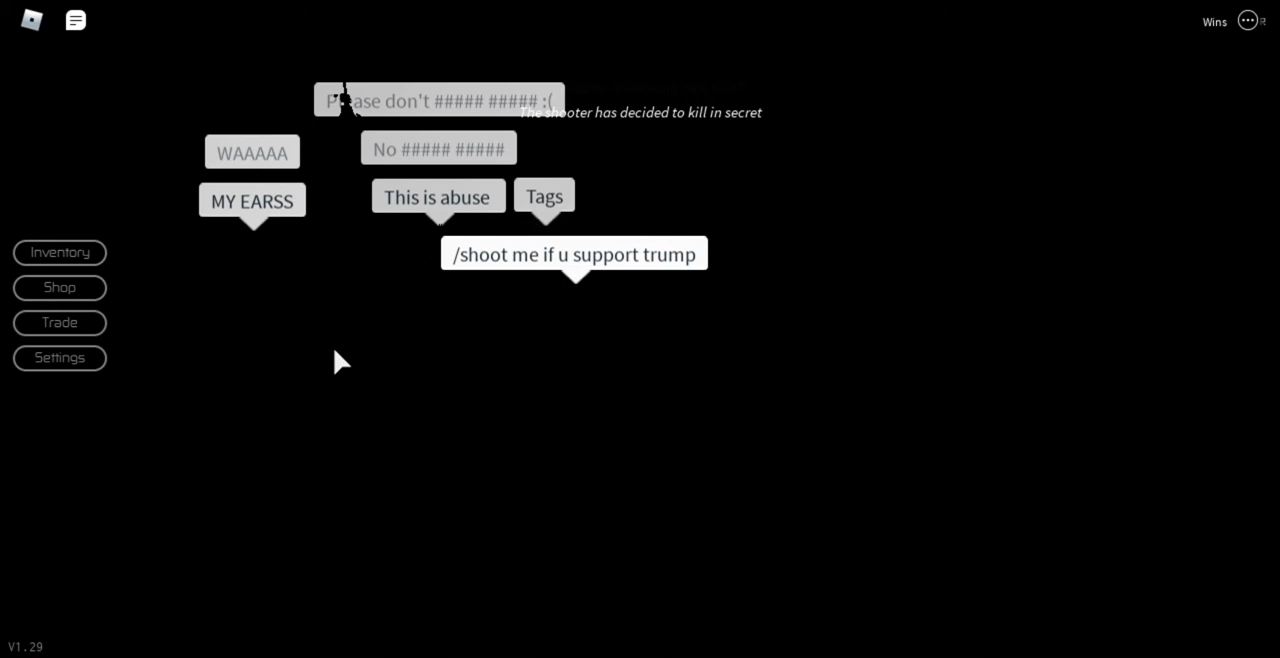 Wins
Please don't ##### ##### :(
The shooter has decided to kill in secret
WAAAAA
No ##### #####
MY EARSS
This is abuse
Tags
/shoot me if u support trump
Inventory
Shop
Trade
Settings
V1.29